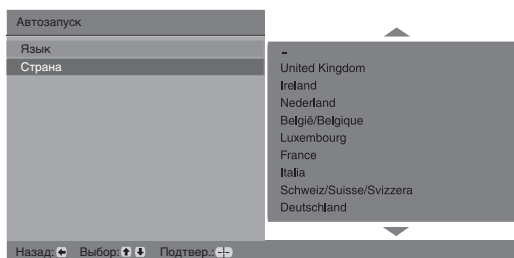 Автозапуск
Язык
Страна
-
United Kingdom
Ireland
Nederland
België/Belgique
Luxembourg
France
Italia
Schweiz/Suisse/Svizzera
Deutschland
Назад: Выбор: Подтвер.: